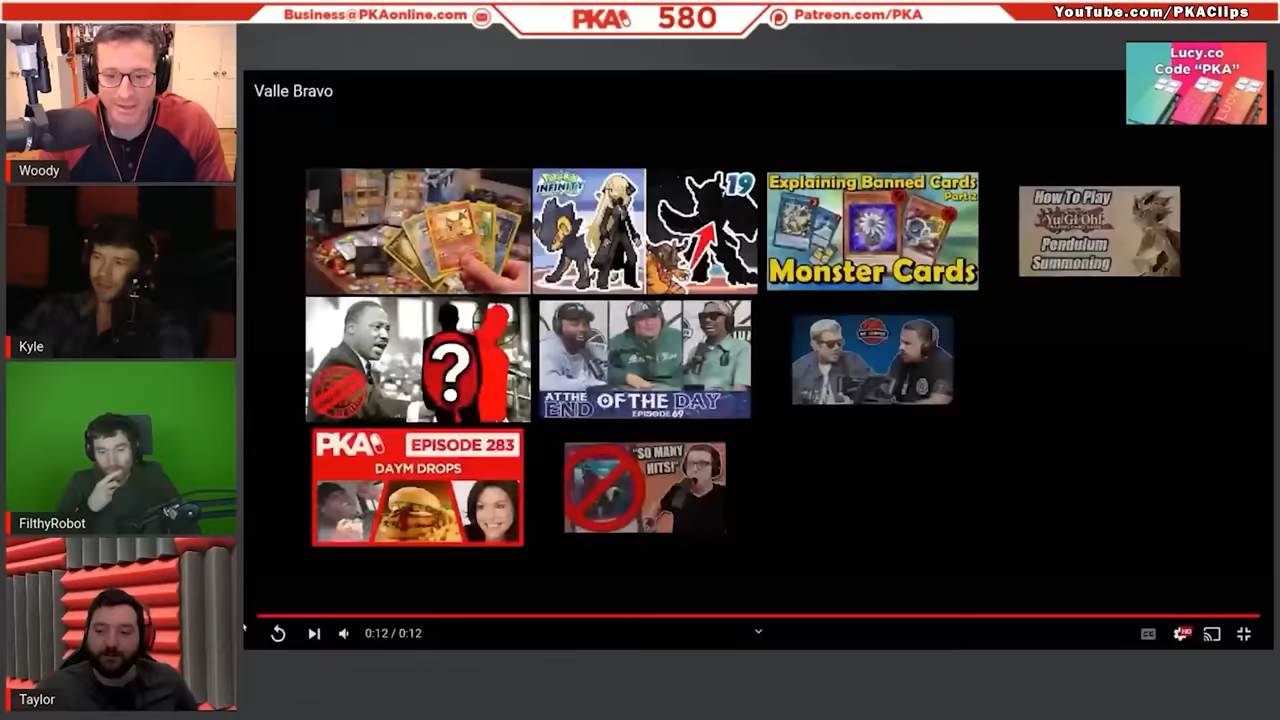 Business@PKAonline.com
PKA 580
Patreon.com/PKA
YouTube.com/PKAClips
Lucy.co
Code "PKA"
LUCY
Valle Bravo
Woody
Kyle
FilthyRobot
Taylor
INFINITY
19
Explaining Banned Cards
Part 2
Monster Cards
How To Play
Yu-Gi-Oh!
Pendulum
Summoning
?
AT THE
END OF THE DAY
EPISODE 69
PKA EPISODE 283
DAYM DROPS
"SO MANY
HITS!"
0:12 / 0:12
CC
HD